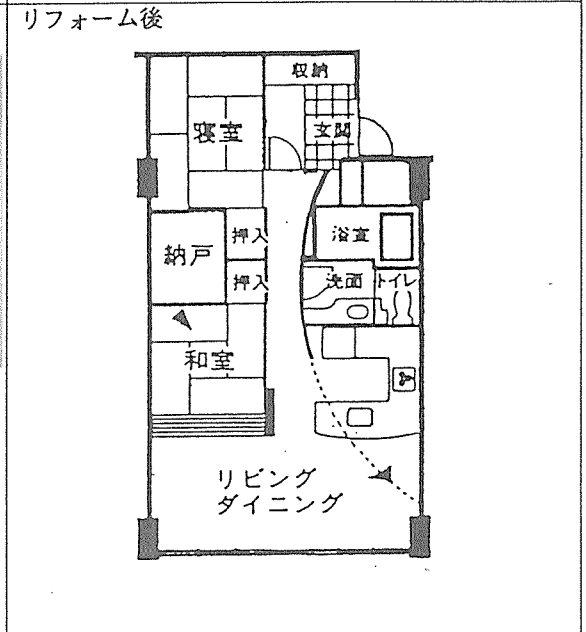 リフォーム後
収納
寝室
玄関
押入
浴室
納戸
押入
洗面
トイレ
和室
リビング
ダイニング